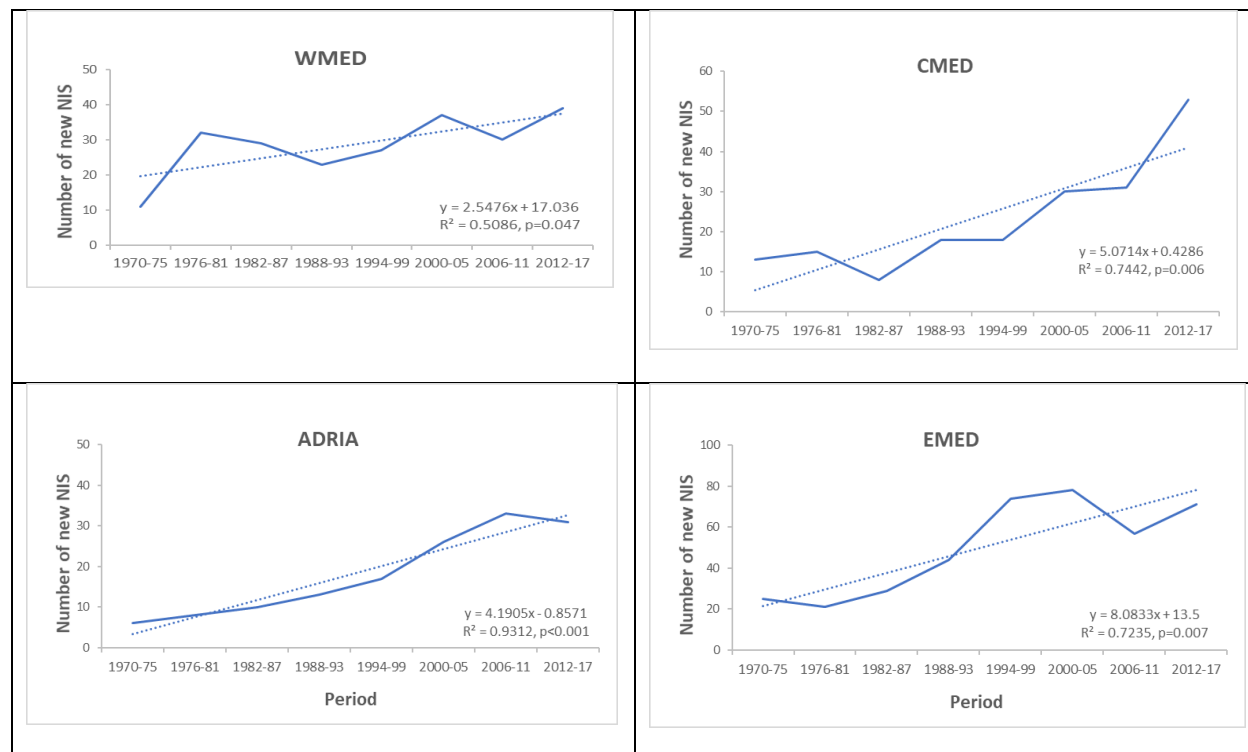 WMED
Number of new NIS
50
40
30
20
10
0
1970-75 1976-81 1982-87 1988-93 1994-99 2000-05 2006-11 2012-17
y = 2.5476x + 17.036
R² = 0.5086, p=0.047
CMED
Number of new NIS
60
50
40
30
20
10
0
1970-75 1976-81 1982-87 1988-93 1994-99 2000-05 2006-11 2012-17
y = 5.0714x + 0.4286
R² = 0.7442, p=0.006
ADRIA
Number of new NIS
50
40
30
20
10
0
1970-75 1976-81 1982-87 1988-93 1994-99 2000-05 2006-11 2012-17
y = 4.1905x - 0.8571
R² = 0.9312, p<0.001
Period
EMED
Number of new NIS
100
80
60
40
20
0
1970-75 1976-81 1982-87 1988-93 1994-99 2000-05 2006-11 2012-17
y = 8.0833x + 13.5
R² = 0.7235, p=0.007
Period